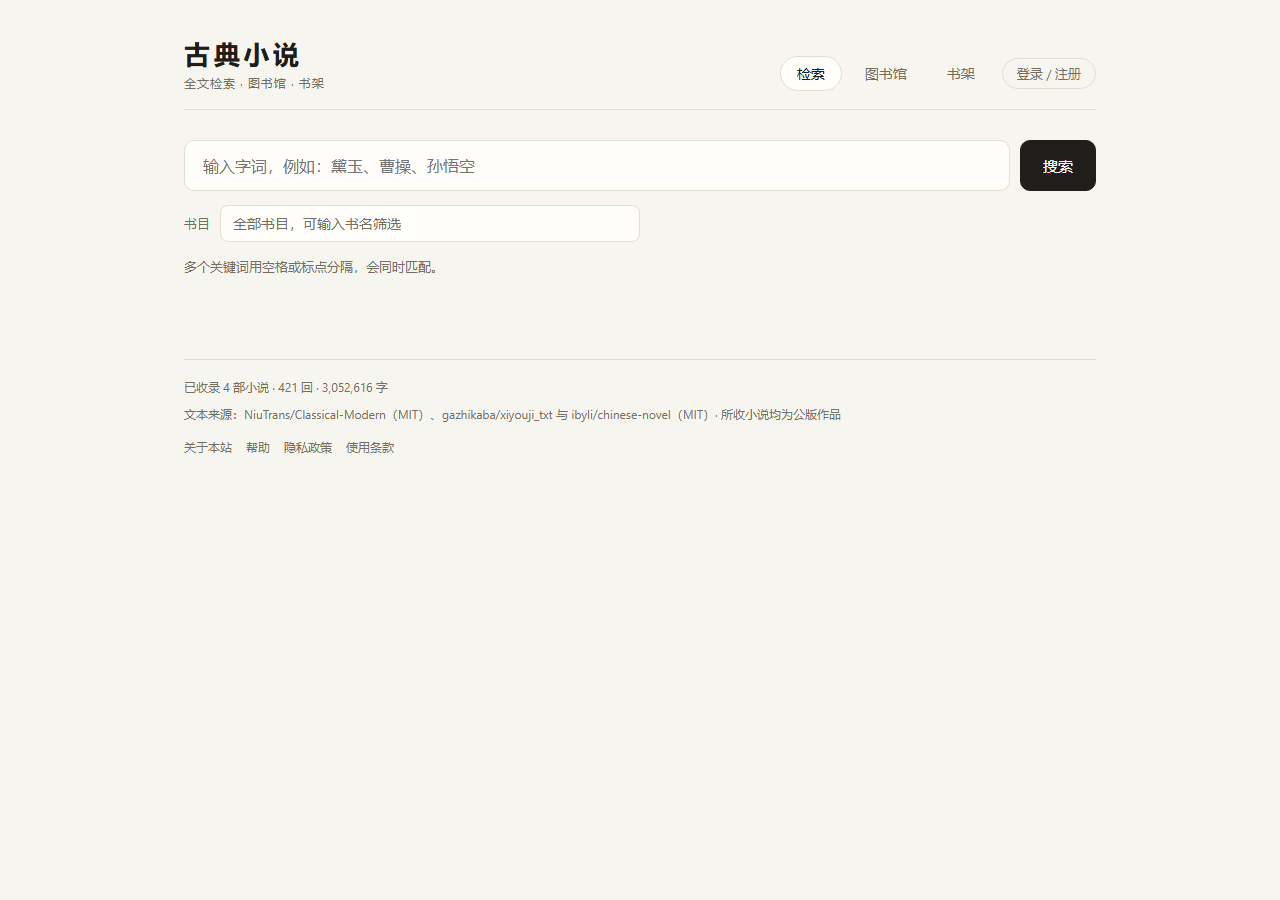 古典小说
全文检索 · 图书馆 · 书架
检索 图书馆 书架 登录 / 注册
输入字词，例如：黛玉、曹操、孙悟空 搜索
书目 全部书目，可输入书名筛选
多个关键词用空格或标点分隔，会同时匹配。
已收录 4 部小说 · 421 回 · 3,052,616 字
文本来源：NiuTrans/Classical-Modern（MIT）、gazhikaba/xiyouji_txt 与 ibyli/chinese-novel（MIT）· 所收小说均为公版作品
关于本站 帮助 隐私政策 使用条款